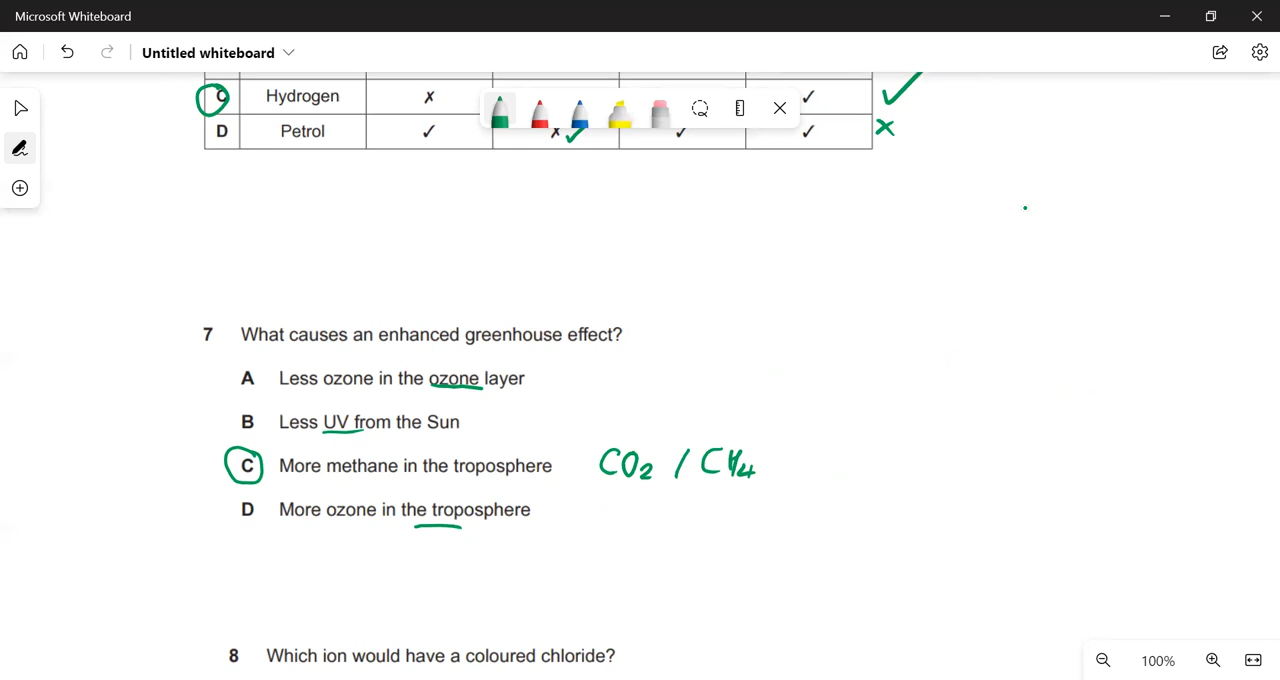 Microsoft Whiteboard
Untitled whiteboard
C Hydrogen ✗ ✓ ✓
D Petrol ✓ ✗ ✓ ✓ ✓ ✗
7 What causes an enhanced greenhouse effect?
A Less ozone in the ozone layer
B Less UV from the Sun
C More methane in the troposphere CO₂ / CH₄
D More ozone in the troposphere
8 Which ion would have a coloured chloride?
100%